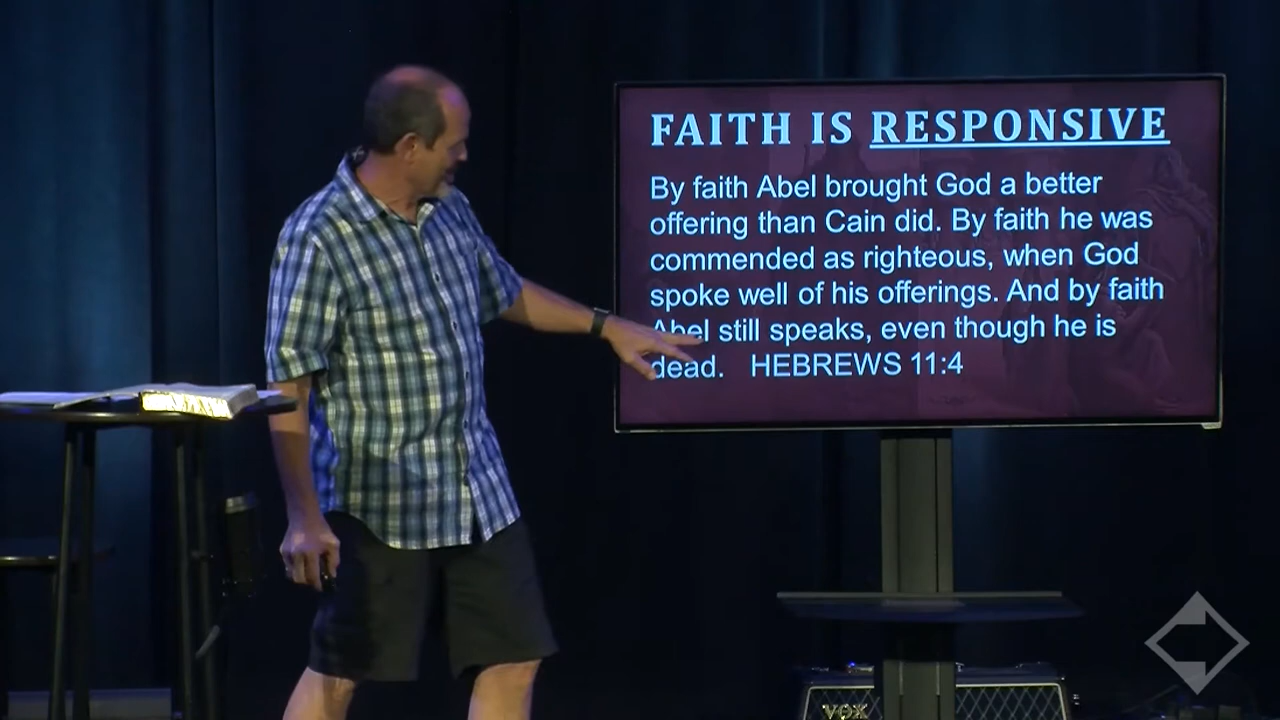 FAITH IS RESPONSIVE
By faith Abel brought God a better
offering than Cain did. By faith he was
commended as righteous, when God
spoke well of his offerings. And by faith
Abel still speaks, even though he is
dead. HEBREWS 11:4
VOX